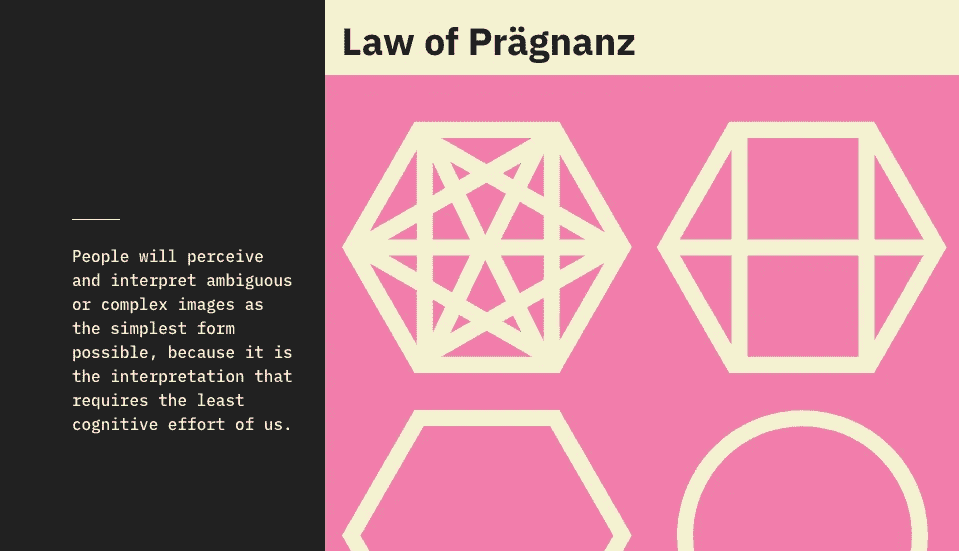 Law of Prägnanz
People will perceive
and interpret ambiguous
or complex images as
the simplest form
possible, because it is
the interpretation that
requires the least
cognitive effort of us.